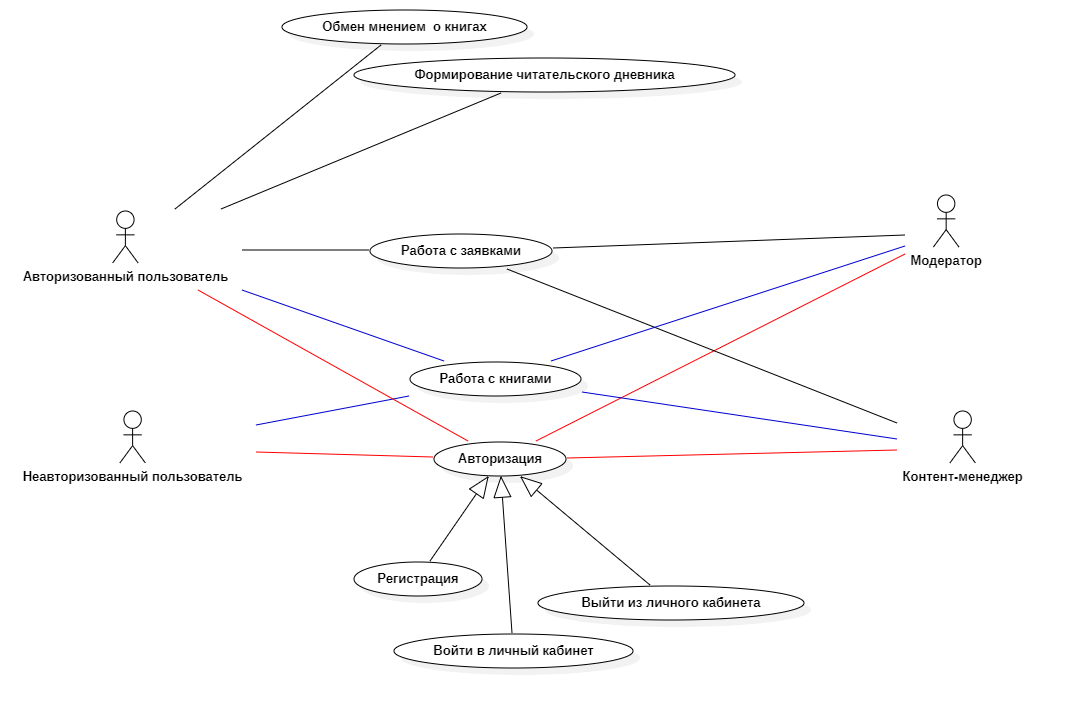 Обмен мнением  о книгах
Формирование читательского дневника
Работа с заявками
Модератор
Авторизованный пользователь
Работа с книгами
Авторизация
Неавторизованный пользователь
Контент-менеджер
Регистрация
Выйти из личного кабинета
Войти в личный кабинет